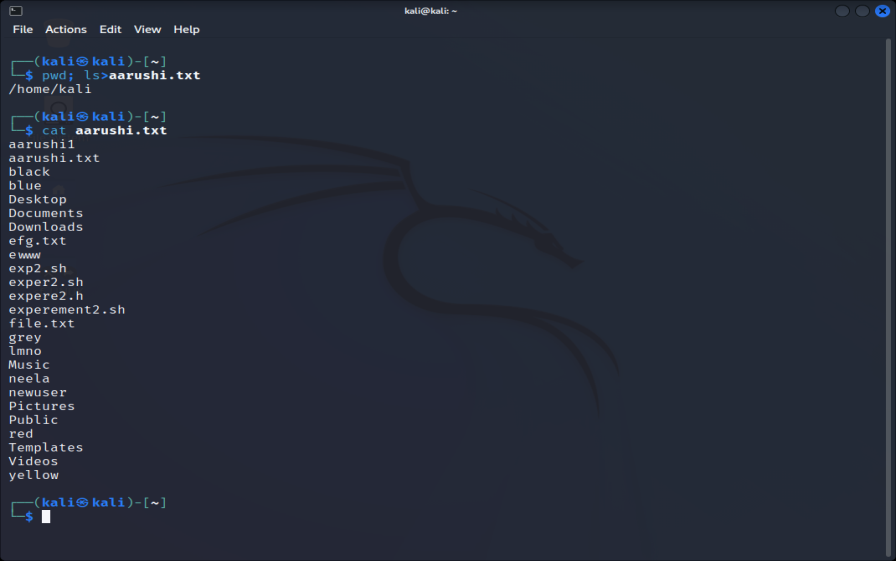 kali@kali: ~
File Actions Edit View Help
┌──(kali㉿kali)-[~]
└─$ pwd; ls>aarushi.txt
/home/kali
┌──(kali㉿kali)-[~]
└─$ cat aarushi.txt
aarushi1
aarushi.txt
black
blue
Desktop
Documents
Downloads
efg.txt
ewww
exp2.sh
exper2.sh
expere2.h
experement2.sh
file.txt
grey
lmno
Music
neela
newuser
Pictures
Public
red
Templates
Videos
yellow
┌──(kali㉿kali)-[~]
└─$